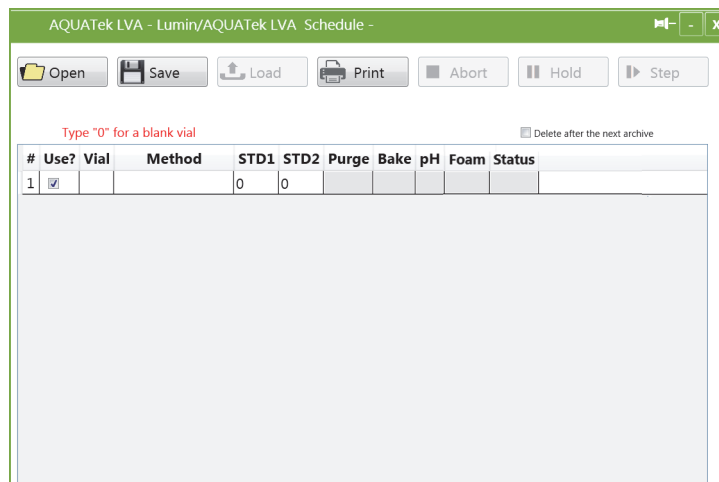 AQUATek LVA - Lumin/AQUATek LVA Schedule -
- X
Open Save Load Print Abort Hold Step
Type "0" for a blank vial
Delete after the next archive
# Use? Vial Method STD1 STD2 Purge Bake pH Foam Status
1 0 0